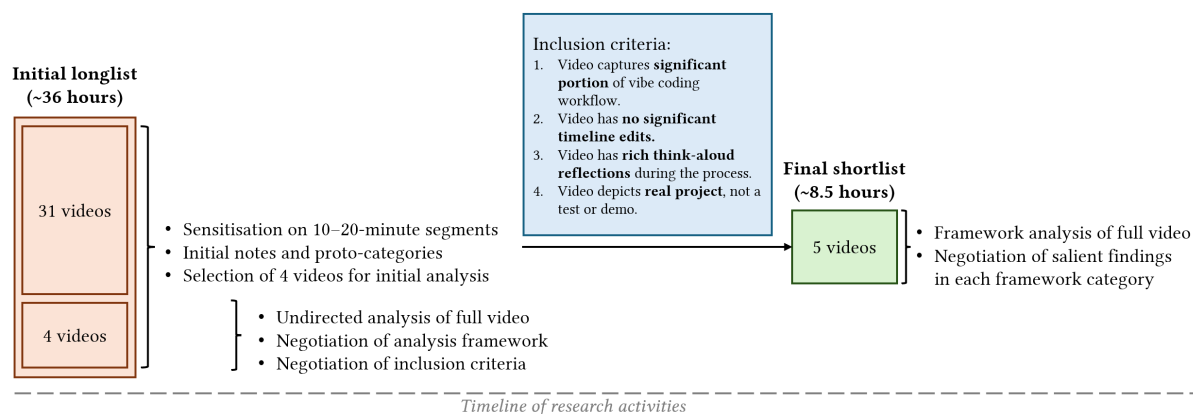 Initial longlist
(~36 hours)
31 videos
4 videos
• Sensitisation on 10–20-minute segments
• Initial notes and proto-categories
• Selection of 4 videos for initial analysis
• Undirected analysis of full video
• Negotiation of analysis framework
• Negotiation of inclusion criteria
Inclusion criteria:
1. Video captures significant
portion of vibe coding
workflow.
2. Video has no significant
timeline edits.
3. Video has rich think-aloud
reflections during the process.
4. Video depicts real project, not a
test or demo.
Final shortlist
(~8.5 hours)
5 videos
• Framework analysis of full video
• Negotiation of salient findings
in each framework category
Timeline of research activities